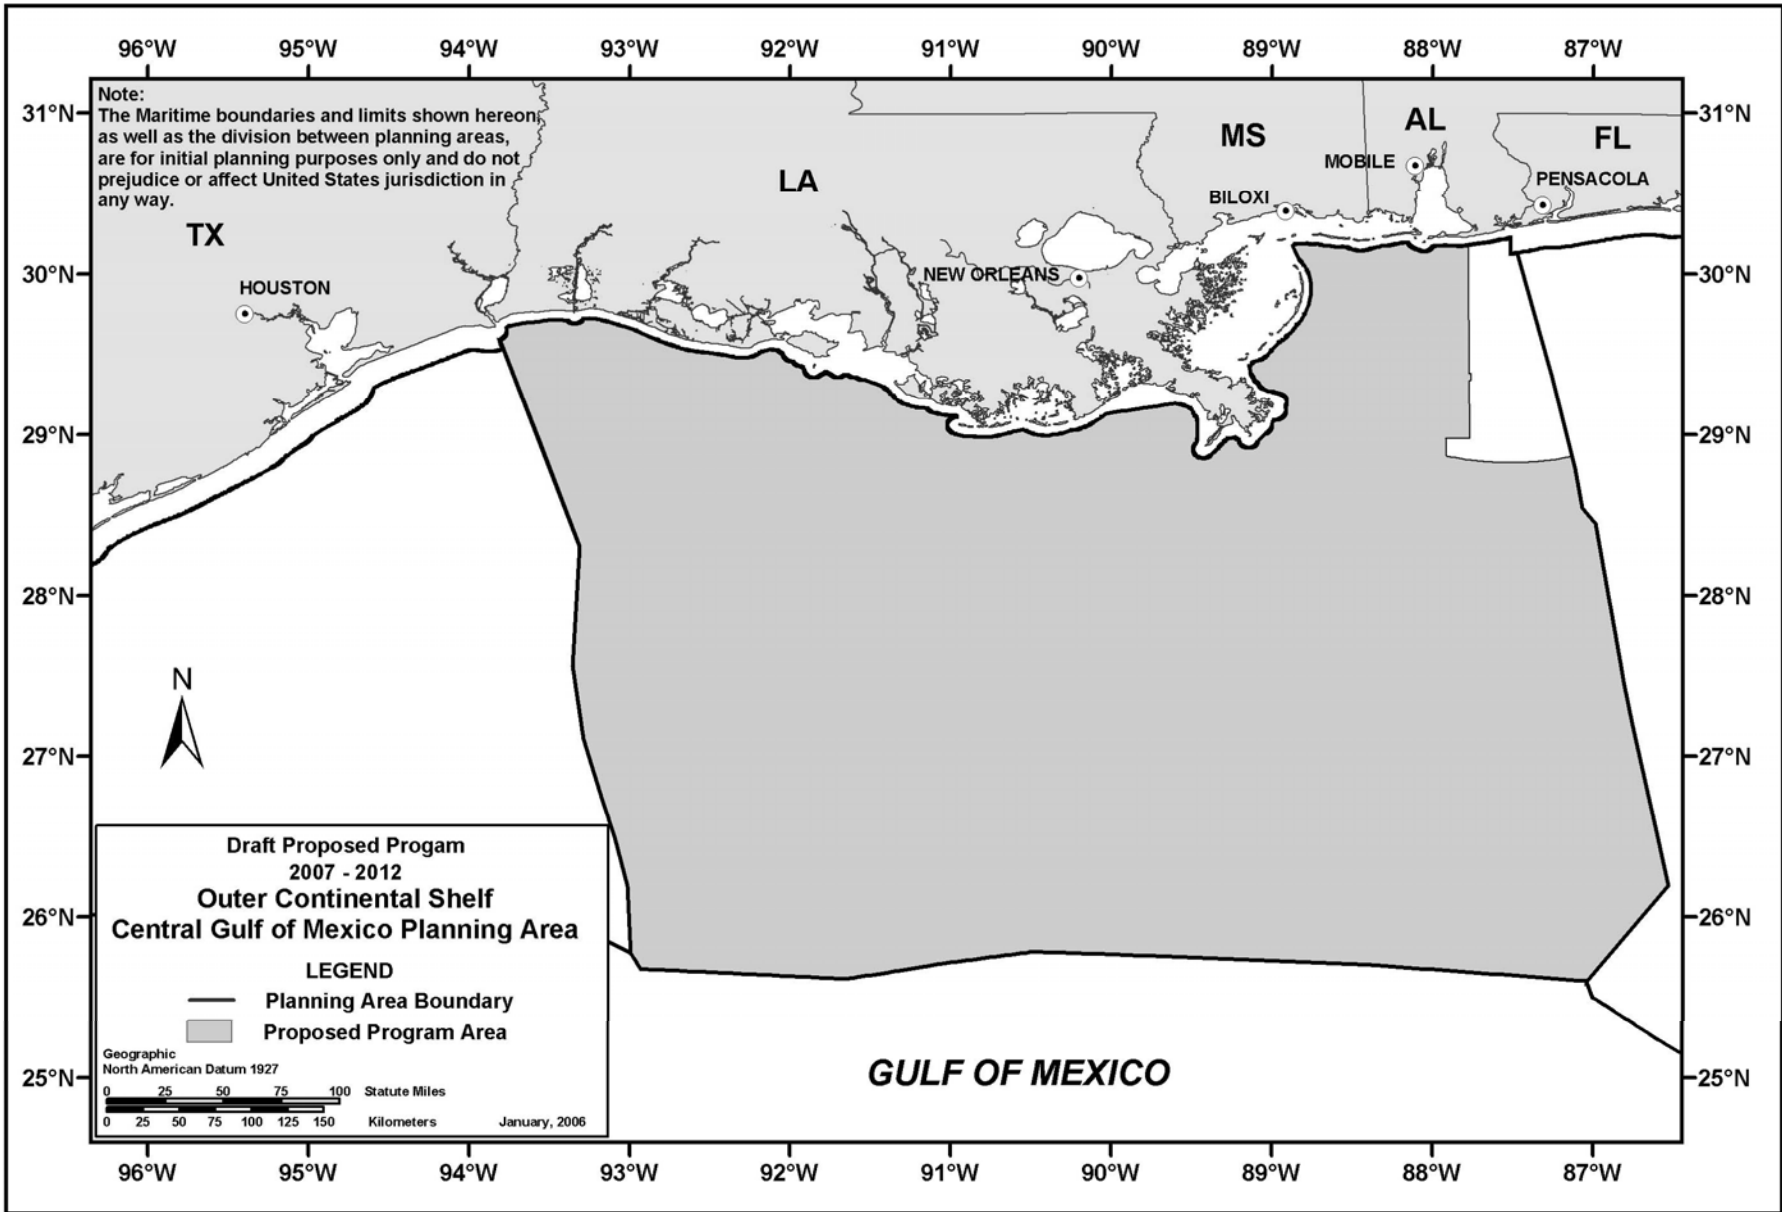 96°W 95°W 94°W 93°W 92°W 91°W 90°W 89°W 88°W 87°W
Note:
The Maritime boundaries and limits shown hereon,
as well as the division between planning areas,
are for initial planning purposes only and do not
prejudice or affect United States jurisdiction in
any way.
31°N 31°N
AL
MS
FL
MOBILE
PENSACOLA
LA
BILOXI
TX
30°N 30°N
NEW ORLEANS
HOUSTON
29°N 29°N
28°N 28°N
N
27°N 27°N
Draft Proposed Progam
2007 - 2012
Outer Continental Shelf
Central Gulf of Mexico Planning Area
26°N 26°N
LEGEND
Planning Area Boundary
Proposed Program Area
Geographic
North American Datum 1927
25°N 25°N
GULF OF MEXICO
0 25 50 75 100 Statute Miles
0 25 50 75 100 125 150 Kilometers January, 2006
96°W 95°W 94°W 93°W 92°W 91°W 90°W 89°W 88°W 87°W